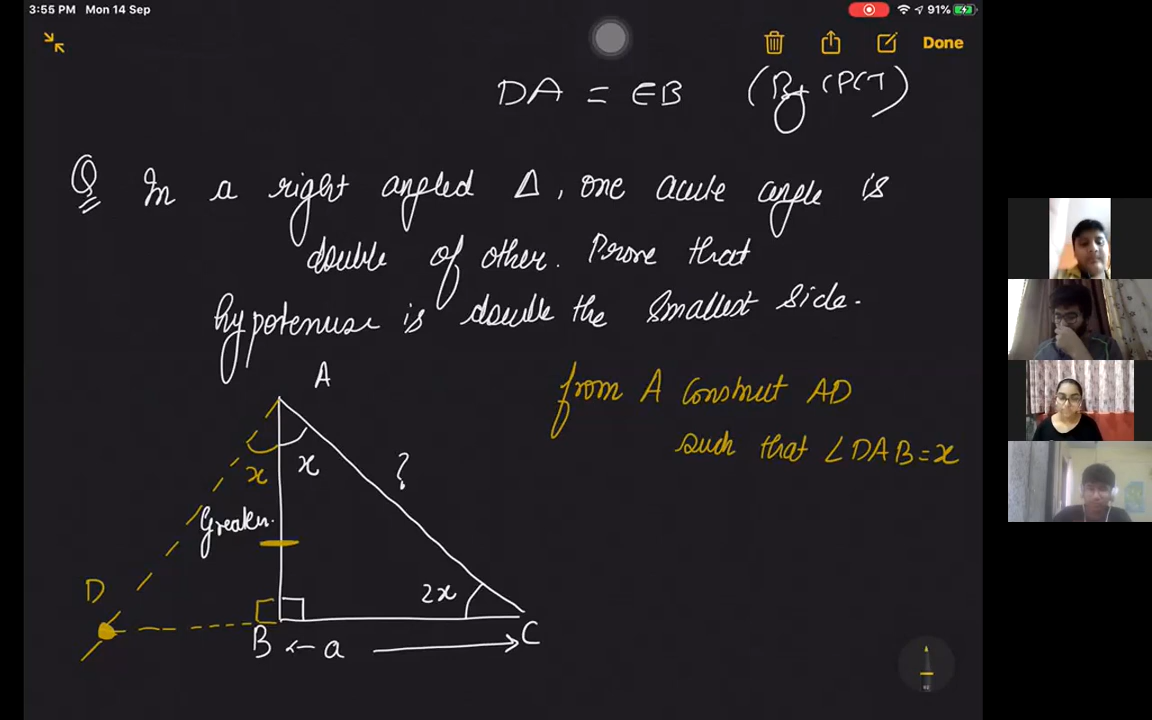 3:55 PM Mon 14 Sep
91%
Done
DA = EB (By CPCT)
Q In a right angled Δ, one acute angle is
double of other. Prove that
hypotenuse is double the smallest side.
A
from A construct AD
such that ∠DAB = x
x
x
?
Greater.
D
2x
B ← a → C